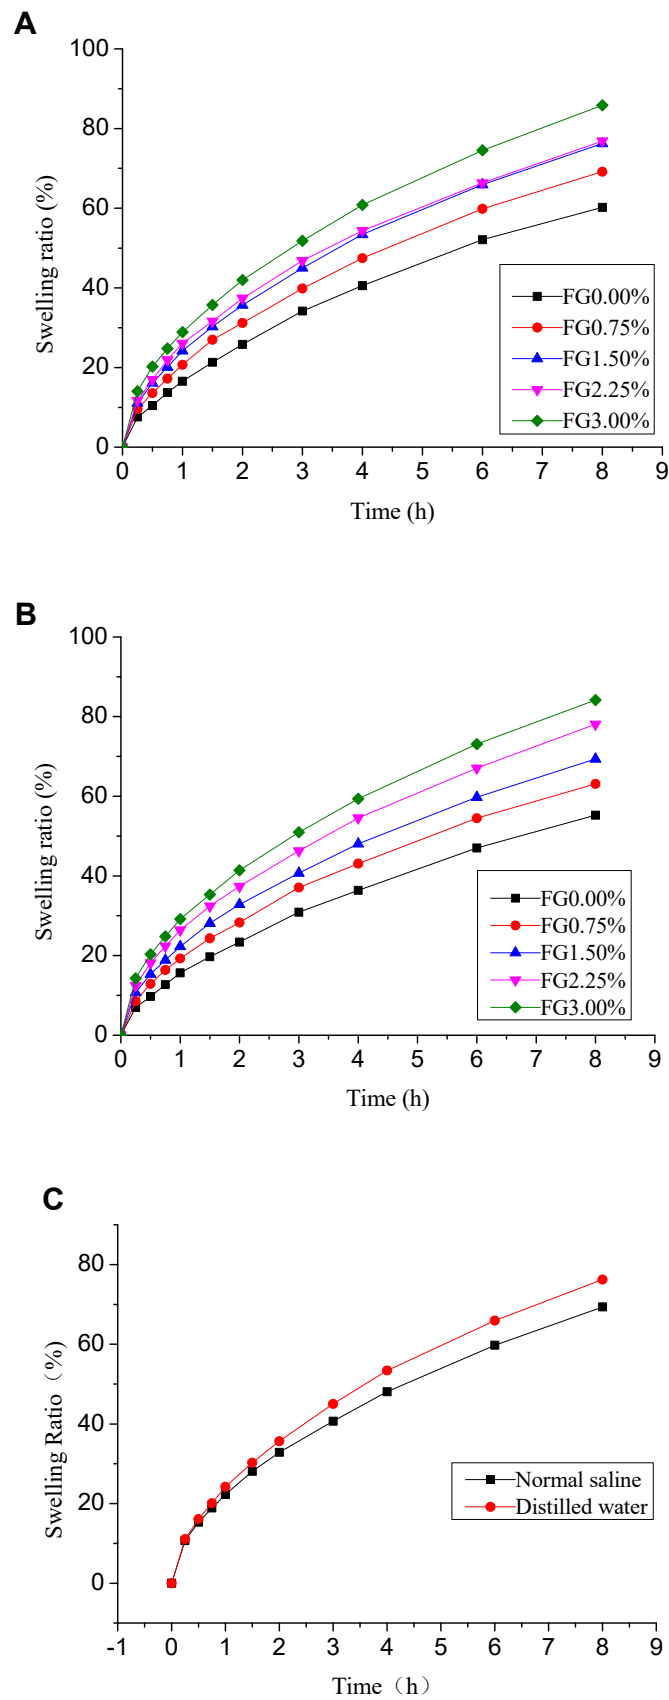 A
100
80
60
40
20
0
Swelling ratio (%)
FG0.00%
FG0.75%
FG1.50%
FG2.25%
FG3.00%
0 1 2 3 4 5 6 7 8 9
Time (h)
B
100
80
60
40
20
0
Swelling ratio (%)
FG0.00%
FG0.75%
FG1.50%
FG2.25%
FG3.00%
0 1 2 3 4 5 6 7 8 9
Time (h)
C
80
60
40
20
0
Swelling Ratio（%）
Normal saline
Distilled water
-1 0 1 2 3 4 5 6 7 8 9
Time（h）